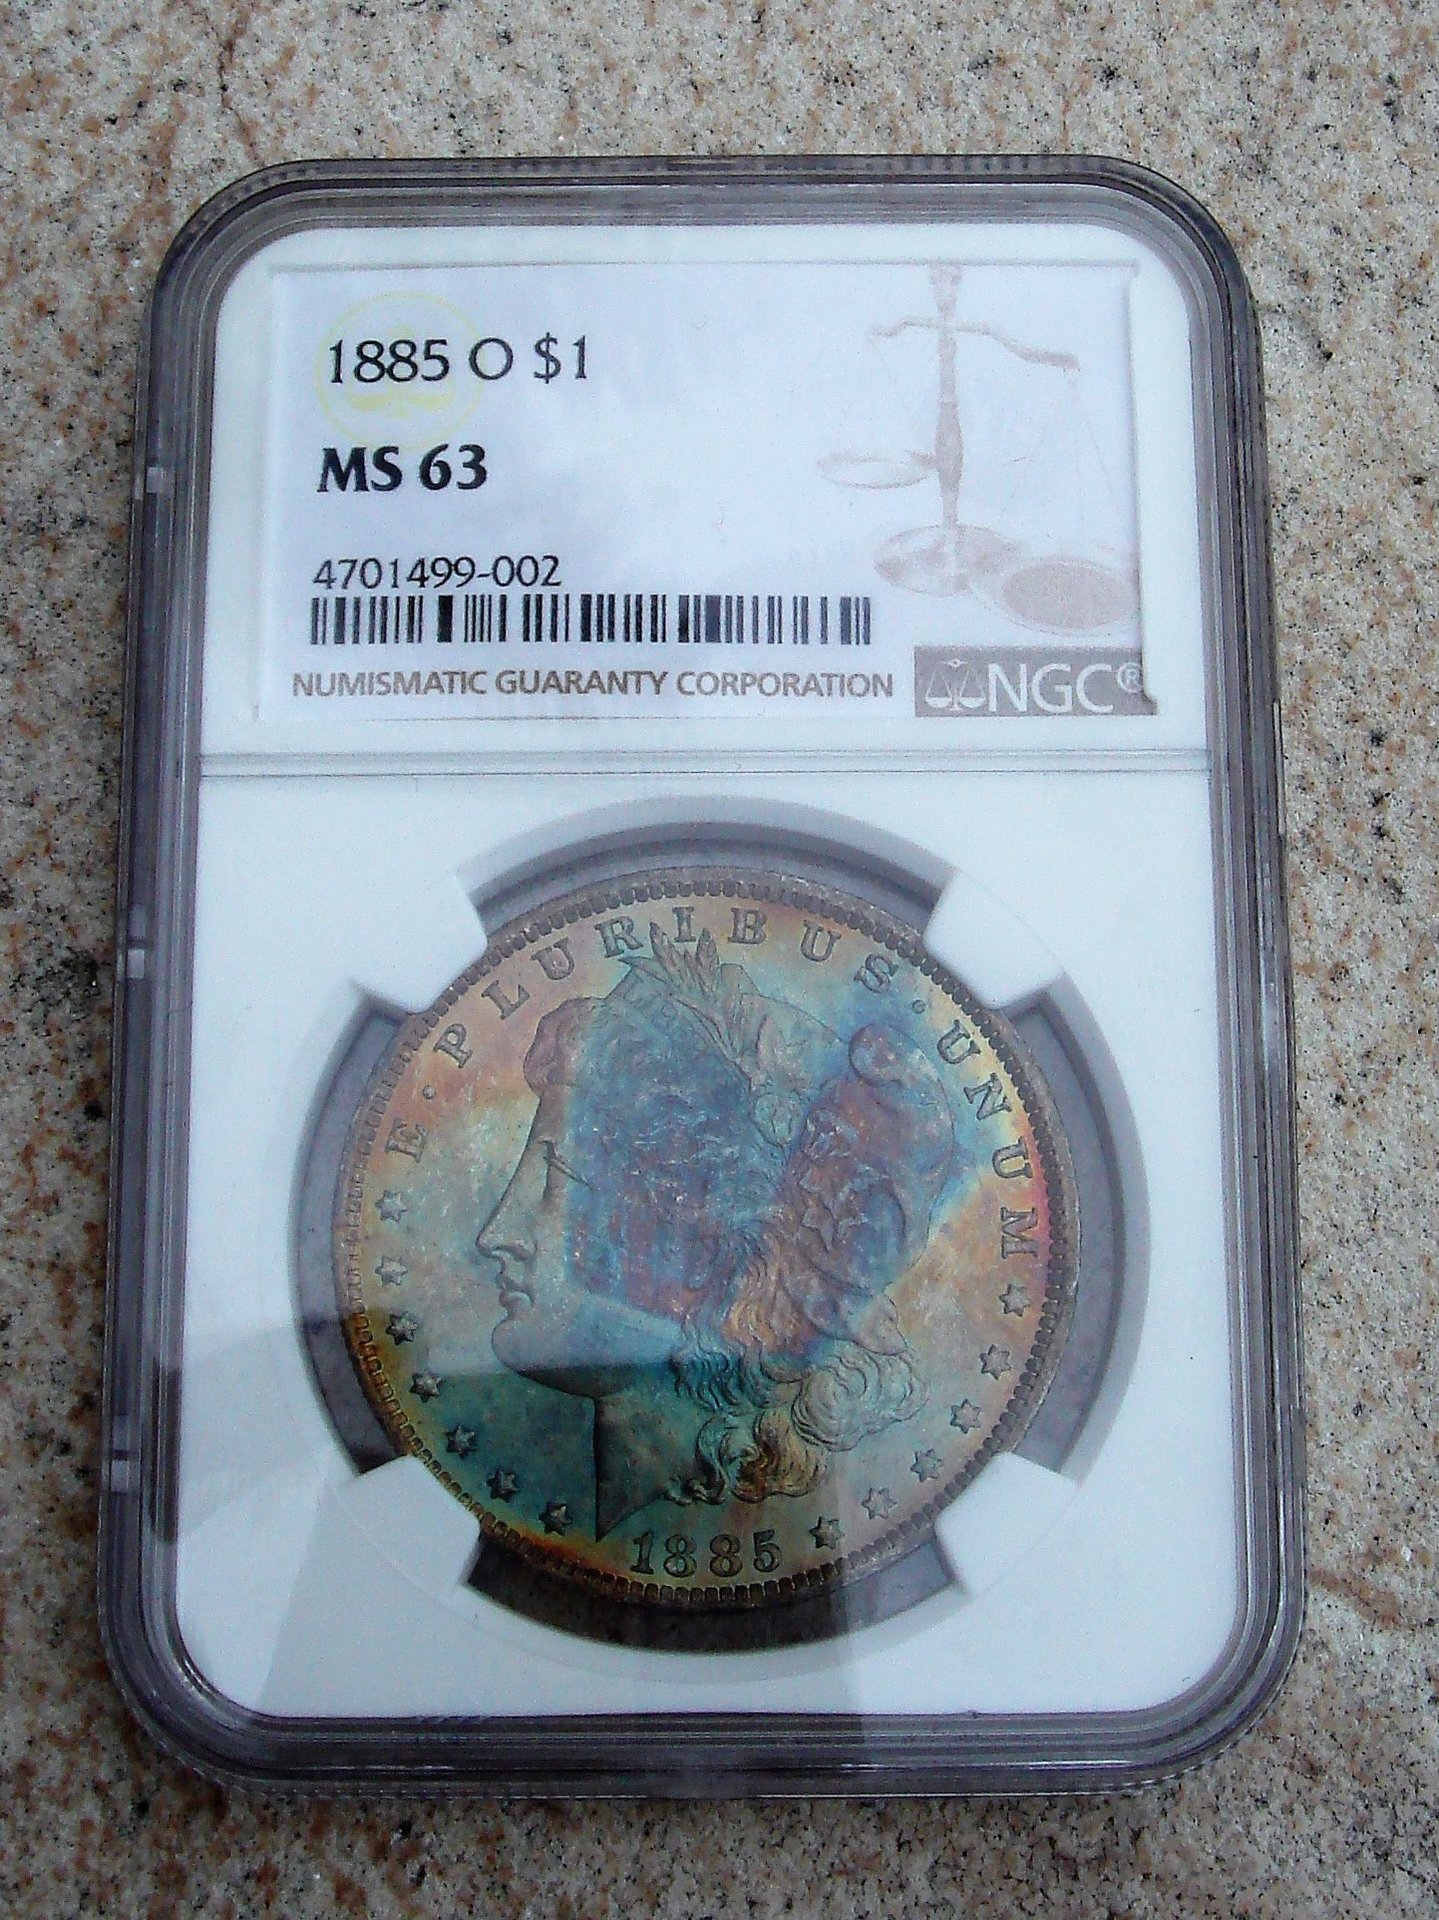 1885 O $1
MS 63
4701499-002
NUMISMATIC GUARANTY CORPORATION
NGC®
E · PLURIBUS · UNUM
1885